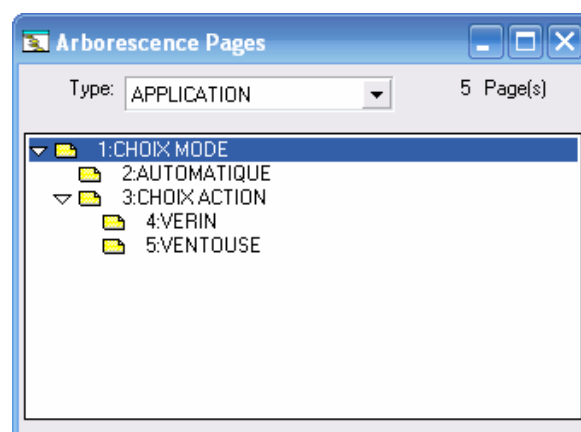 Arborescence Pages
Type: APPLICATION 5 Page(s)
1:CHOIX MODE
2:AUTOMATIQUE
3:CHOIX ACTION
4:VERIN
5:VENTOUSE